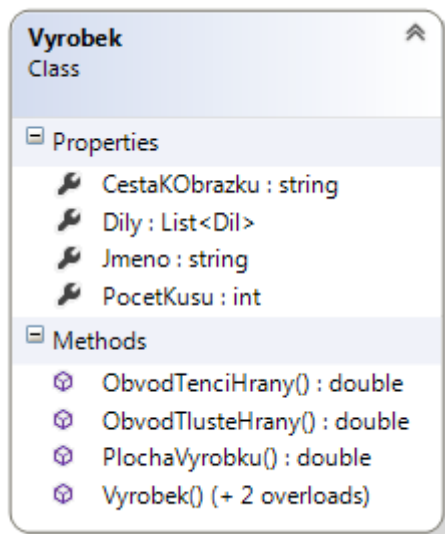 Vyrobek
Class
Properties
CestaKObrazku : string
Dily : List<Dil>
Jmeno : string
PocetKusu : int
Methods
ObvodTenciHrany() : double
ObvodTlusteHrany() : double
PlochaVyrobku() : double
Vyrobek() (+ 2 overloads)